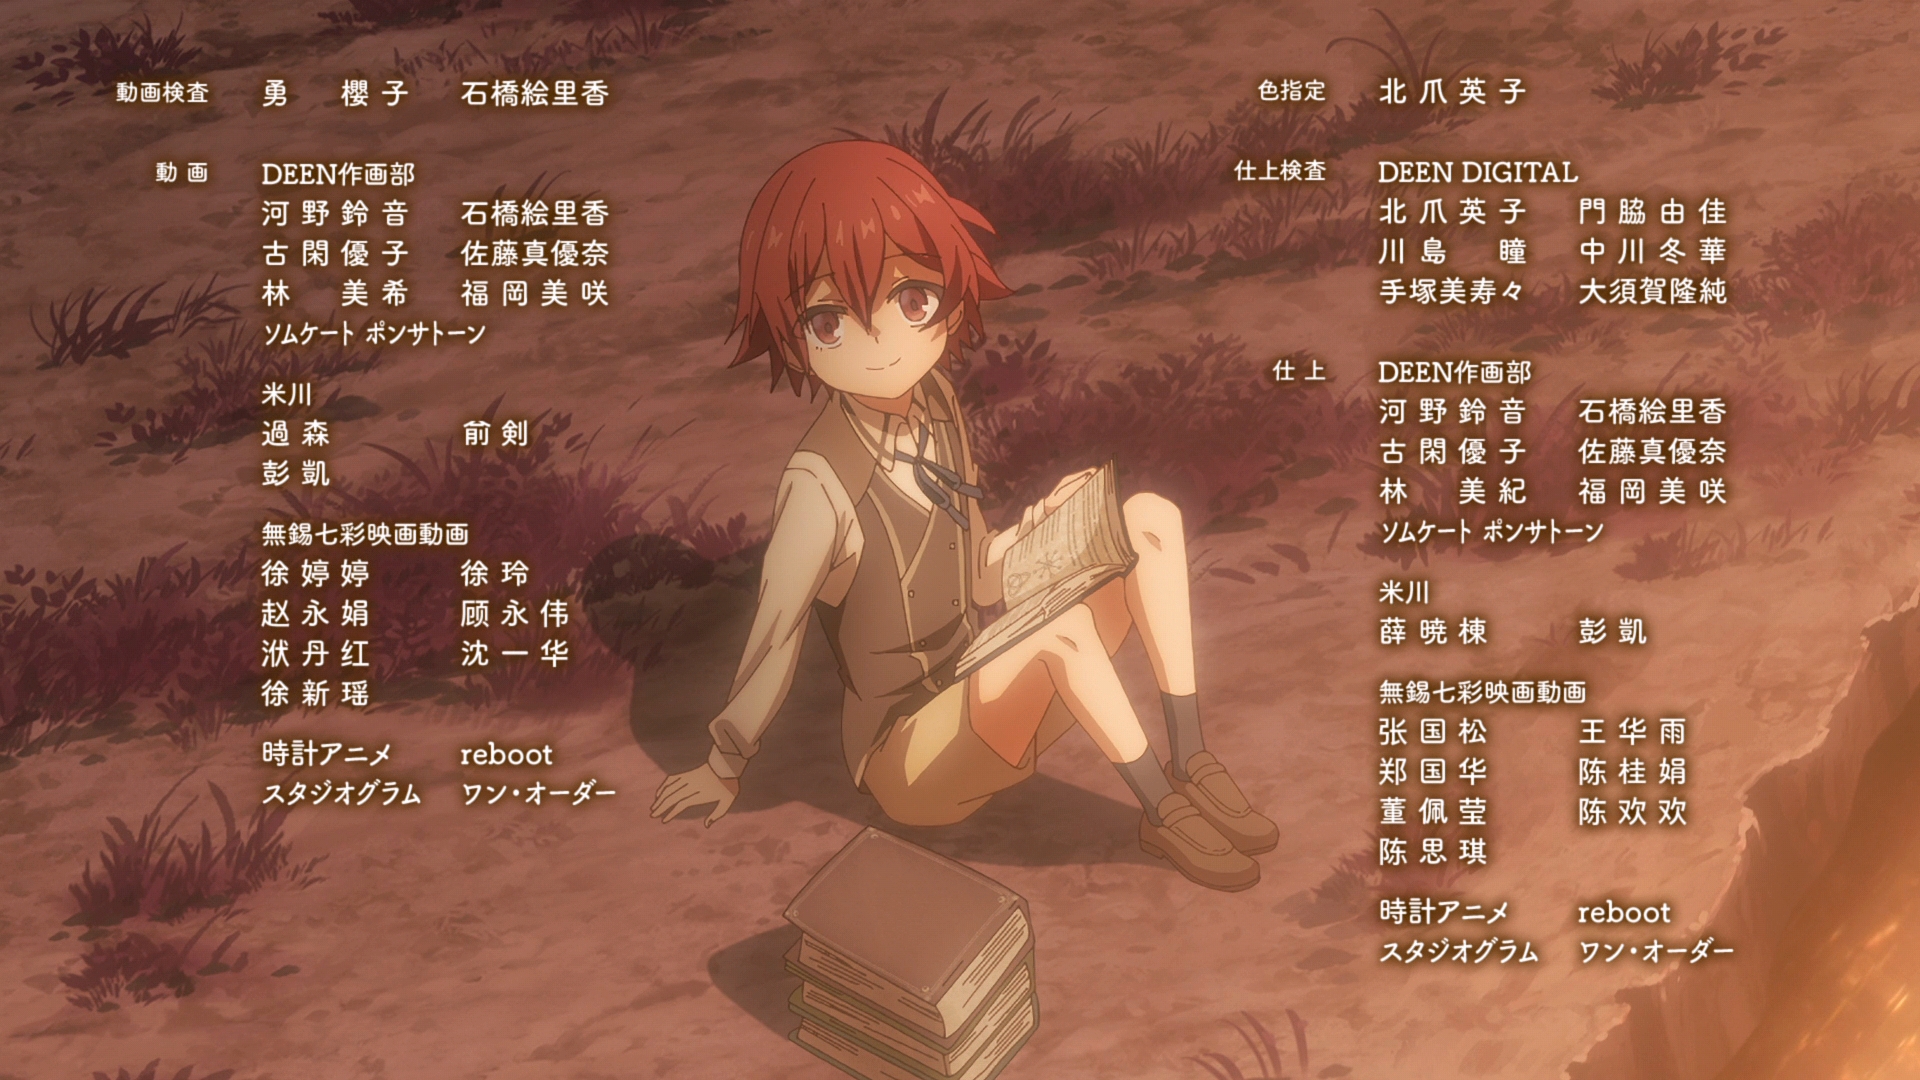 動画検査 勇 櫻子 石橋絵里香
動画 DEEN作画部
河野鈴音 石橋絵里香
古閑優子 佐藤真優奈
林 美希 福岡美咲
ソムケート ポンサトーン
米川
過森 前剣
彭凱
無錫七彩映画動画
徐婷婷 徐玲
赵永娟 顾永伟
洑丹红 沈一华
徐新瑶
時計アニメ reboot
スタジオグラム ワン・オーダー
色指定 北爪英子
仕上検査 DEEN DIGITAL
北爪英子 門脇由佳
川島 瞳 中川冬華
手塚美寿々 大須賀隆純
仕上 DEEN作画部
河野鈴音 石橋絵里香
古閑優子 佐藤真優奈
林 美紀 福岡美咲
ソムケート ポンサトーン
米川
薛暁棟 彭凱
無錫七彩映画動画
张国松 王华雨
郑国华 陈桂娟
董佩莹 陈欢欢
陈思琪
時計アニメ reboot
スタジオグラム ワン・オーダー